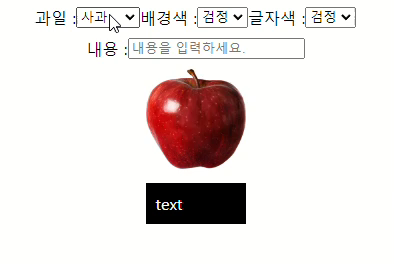 과일 : 사과 배경색 : 검정 글자색 : 검정
내용 : 내용을 입력하세요.
text